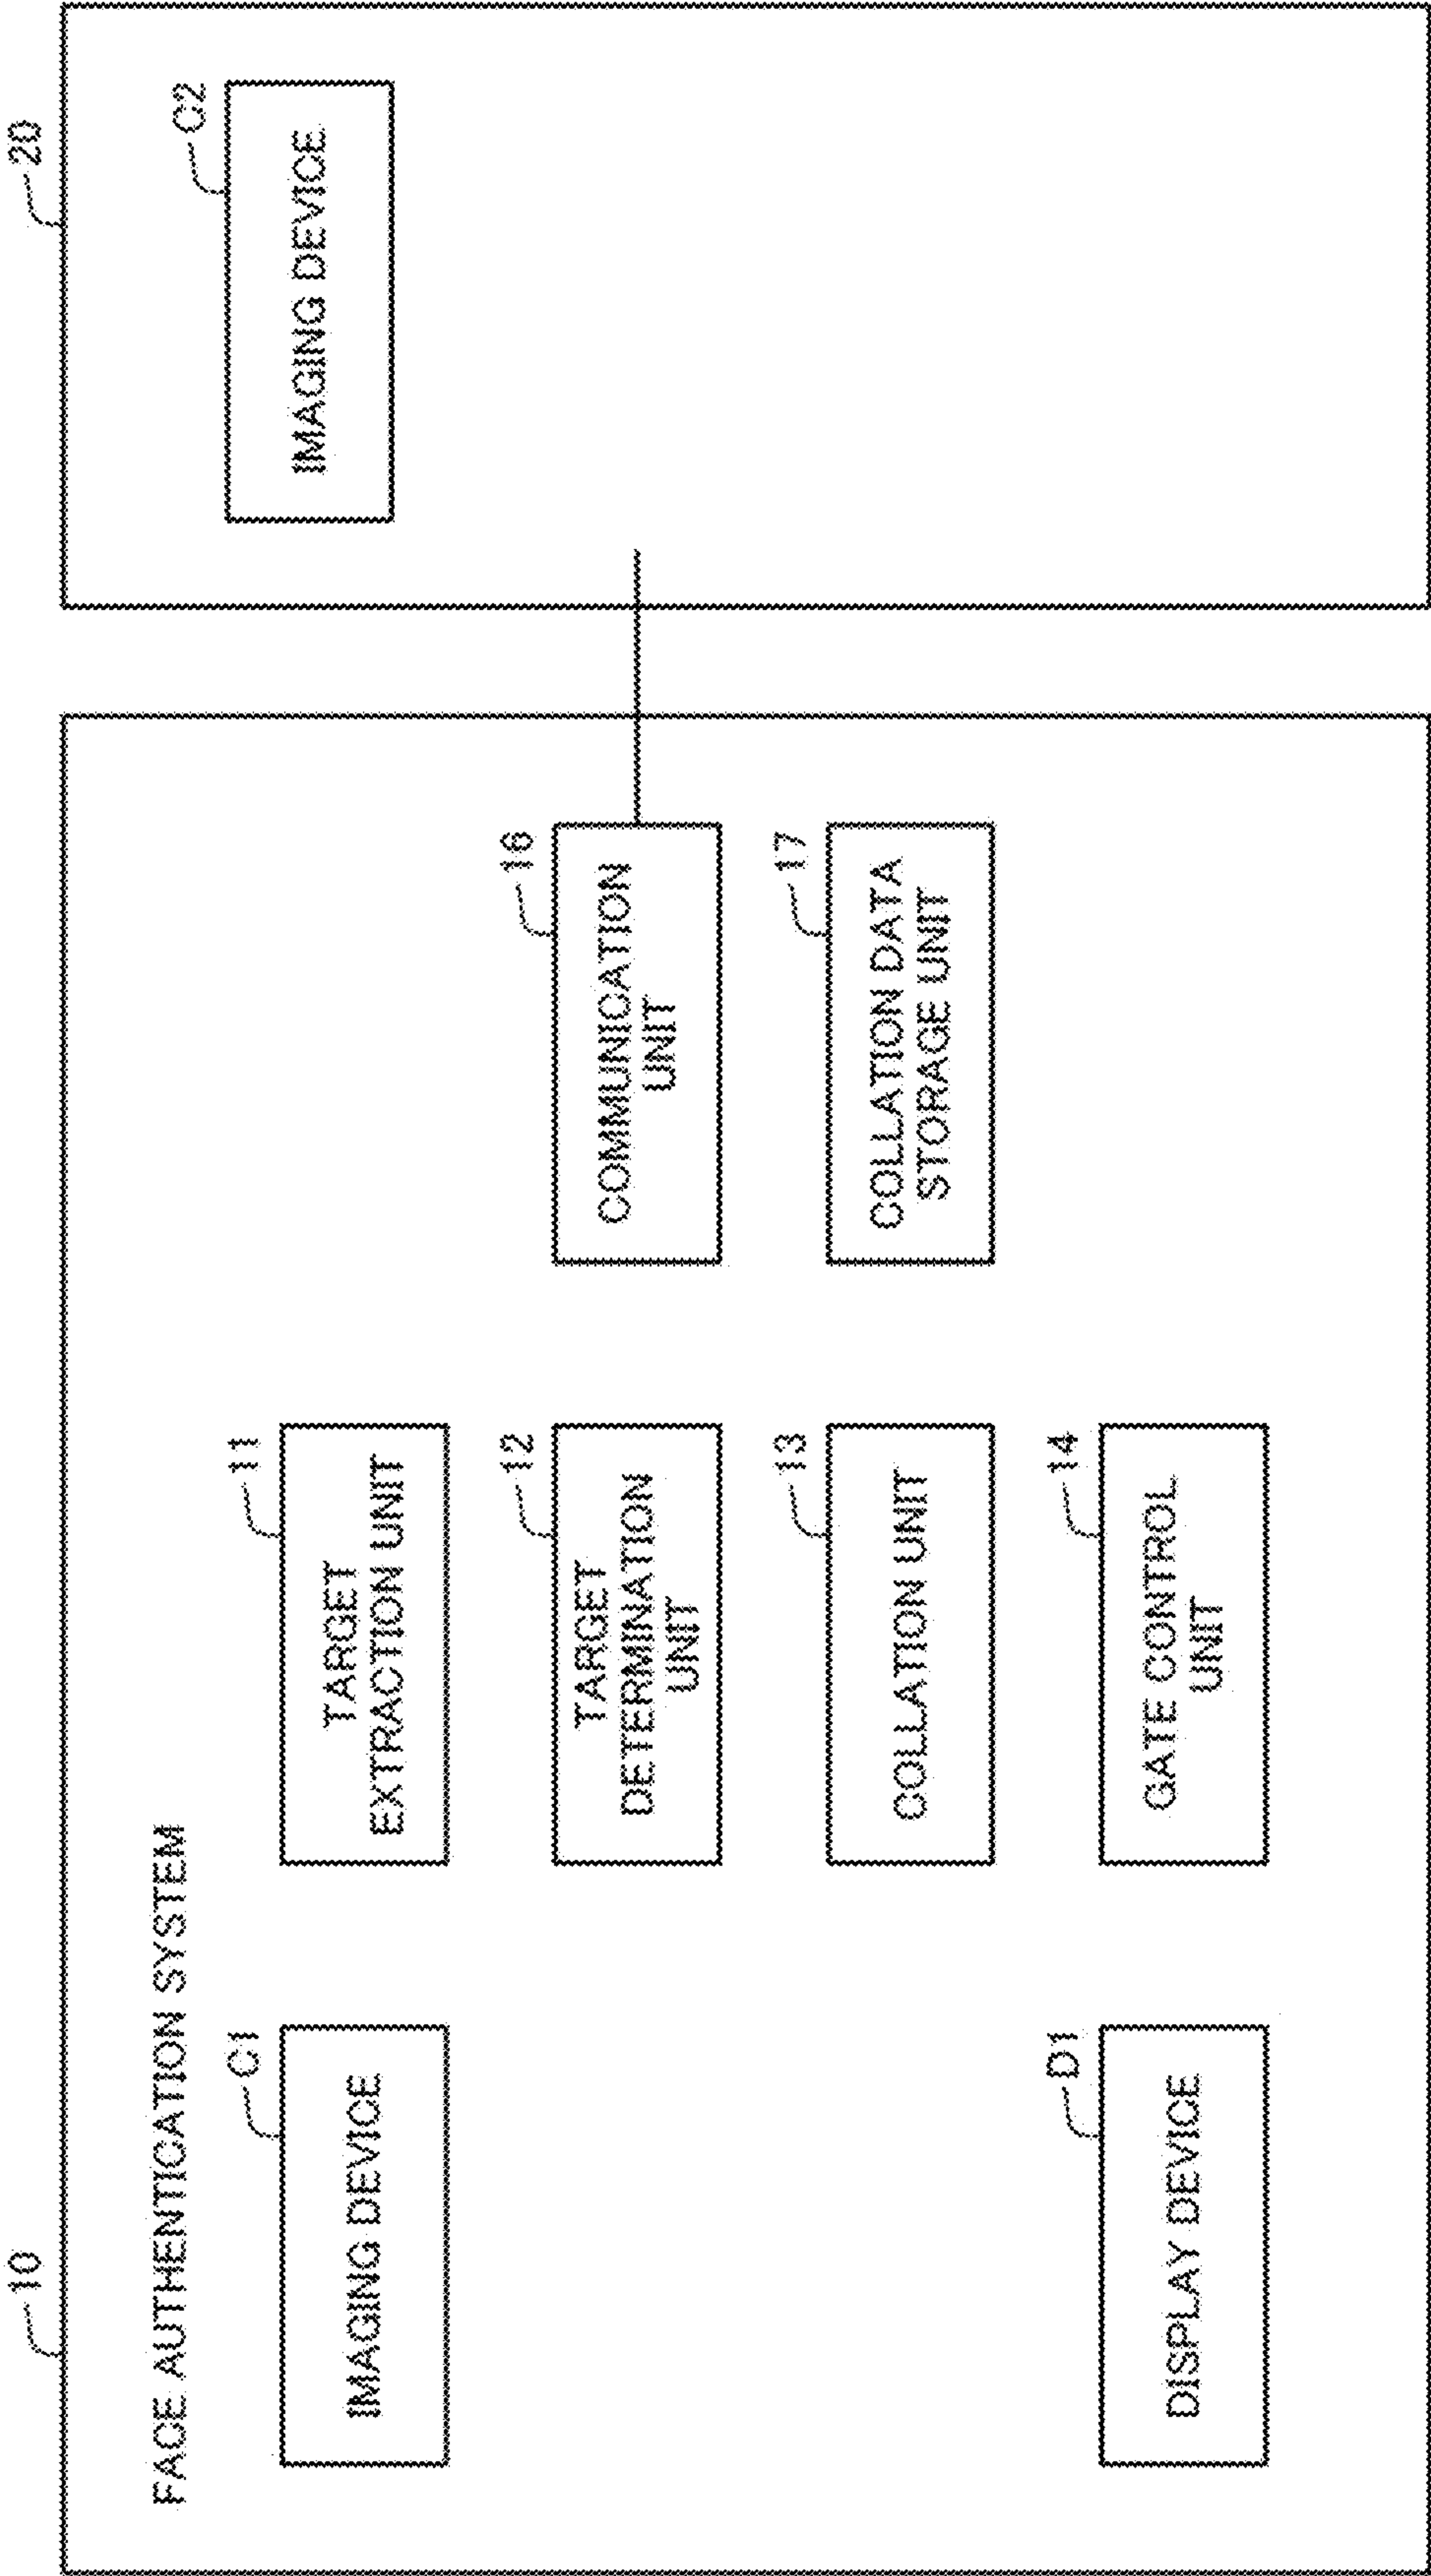 10
20
FACE AUTHENTICATION SYSTEM
C1
IMAGING DEVICE
D1
DISPLAY DEVICE
11
TARGET
EXTRACTION UNIT
12
TARGET
DETERMINATION
UNIT
13
COLLATION UNIT
14
GATE CONTROL
UNIT
16
COMMUNICATION
UNIT
17
COLLATION DATA
STORAGE UNIT
C2
IMAGING DEVICE